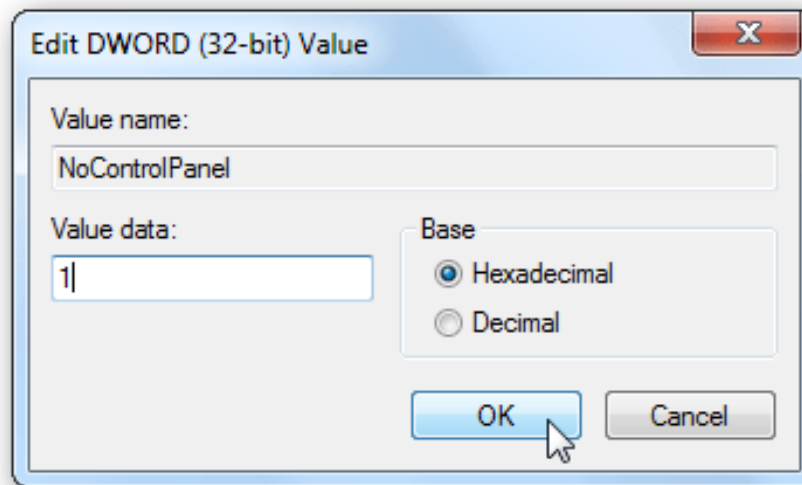 Edit DWORD (32-bit) Value
Value name:
NoControlPanel
Value data:
1
Base
Hexadecimal
Decimal
OK
Cancel